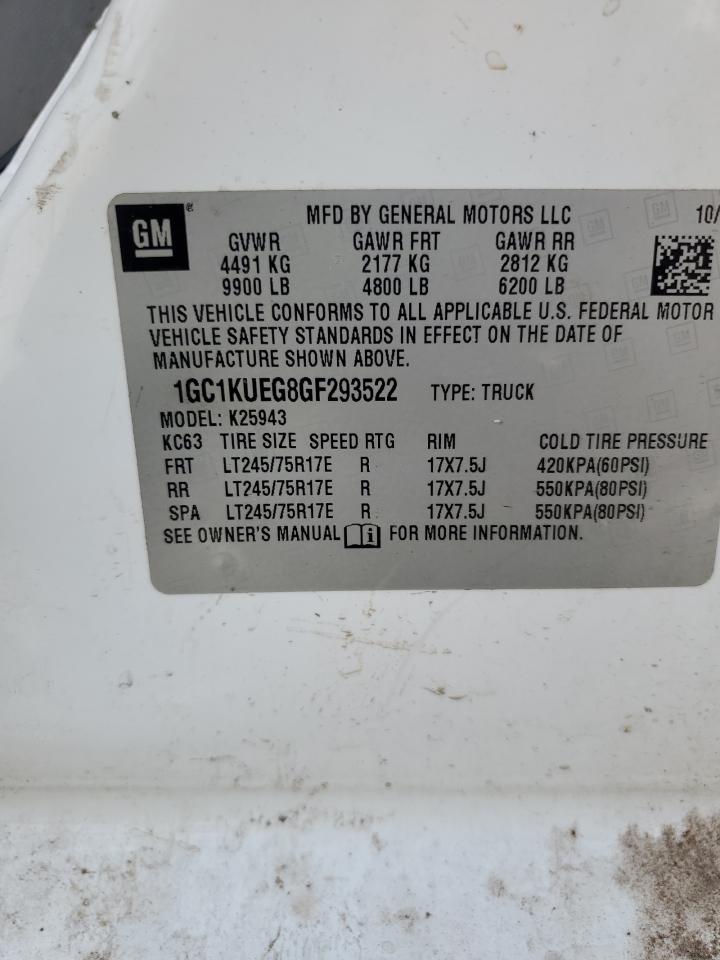 GM ® MFD BY GENERAL MOTORS LLC 10/
GVWR GAWR FRT GAWR RR
4491 KG 2177 KG 2812 KG
9900 LB 4800 LB 6200 LB
THIS VEHICLE CONFORMS TO ALL APPLICABLE U.S. FEDERAL MOTOR
VEHICLE SAFETY STANDARDS IN EFFECT ON THE DATE OF
MANUFACTURE SHOWN ABOVE.
1GC1KUEG8GF293522 TYPE: TRUCK
MODEL: K25943
KC63 TIRE SIZE SPEED RTG RIM COLD TIRE PRESSURE
FRT LT245/75R17E R 17X7.5J 420KPA(60PSI)
RR LT245/75R17E R 17X7.5J 550KPA(80PSI)
SPA LT245/75R17E R 17X7.5J 550KPA(80PSI)
SEE OWNER'S MANUAL i FOR MORE INFORMATION.